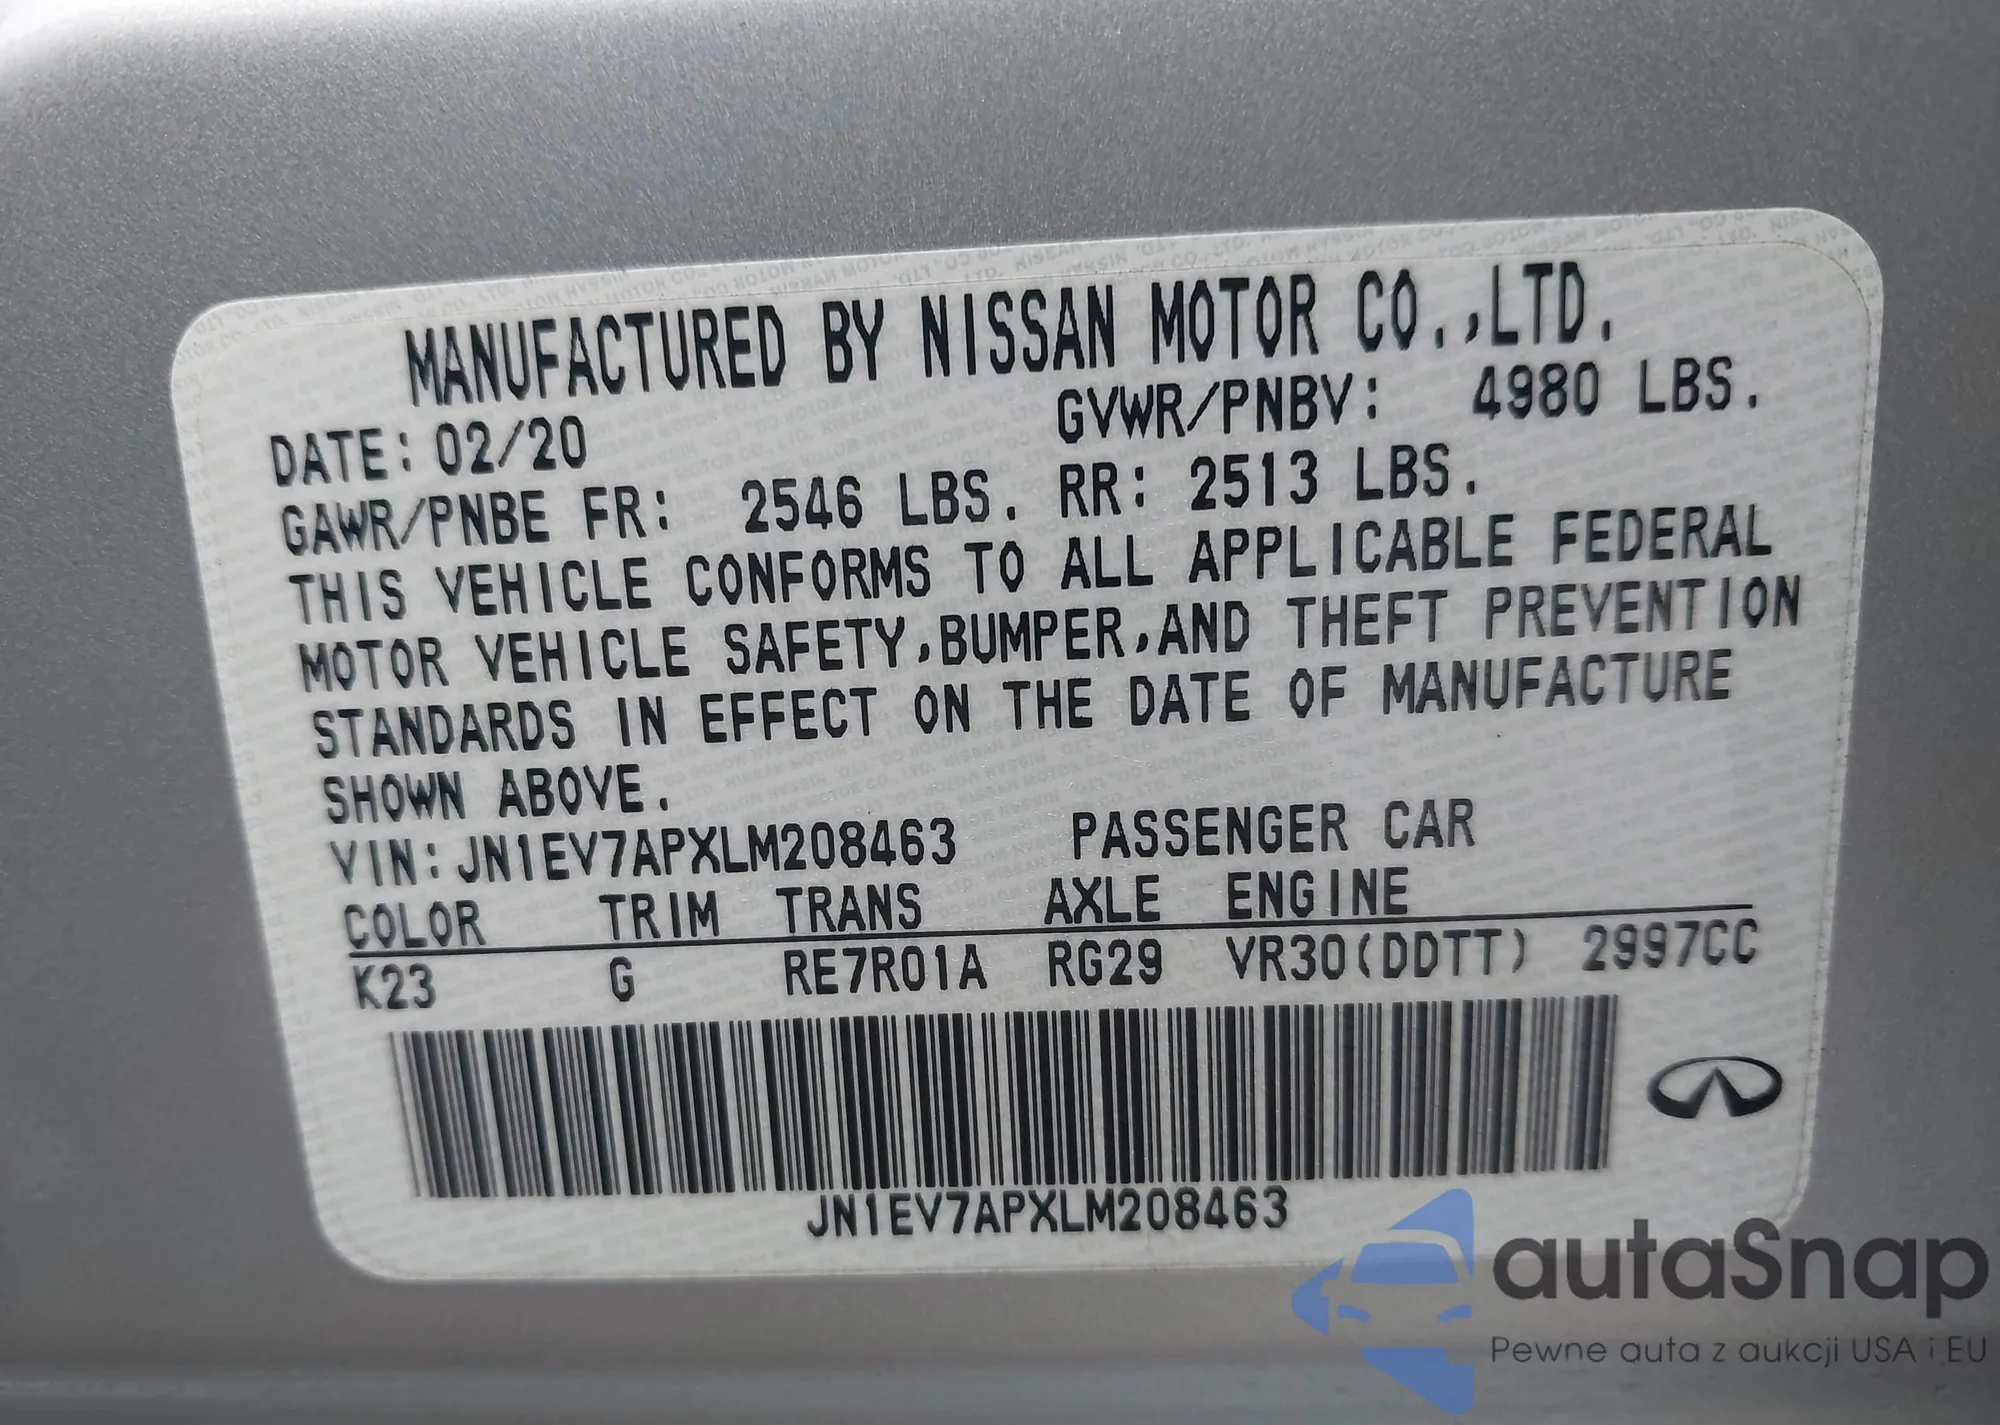 MANUFACTURED BY NISSAN MOTOR CO.,LTD.
DATE: 02/20 GVWR/PNBV: 4980 LBS.
GAWR/PNBE FR: 2546 LBS. RR: 2513 LBS.
THIS VEHICLE CONFORMS TO ALL APPLICABLE FEDERAL
MOTOR VEHICLE SAFETY,BUMPER,AND THEFT PREVENTION
STANDARDS IN EFFECT ON THE DATE OF MANUFACTURE
SHOWN ABOVE.
VIN:JN1EV7APXLM208463 PASSENGER CAR
COLOR TRIM TRANS AXLE ENGINE
K23 G RE7R01A RG29 VR30(DDTT) 2997CC
JN1EV7APXLM208463
autaSnap
Pewne auta z aukcji USA i EU